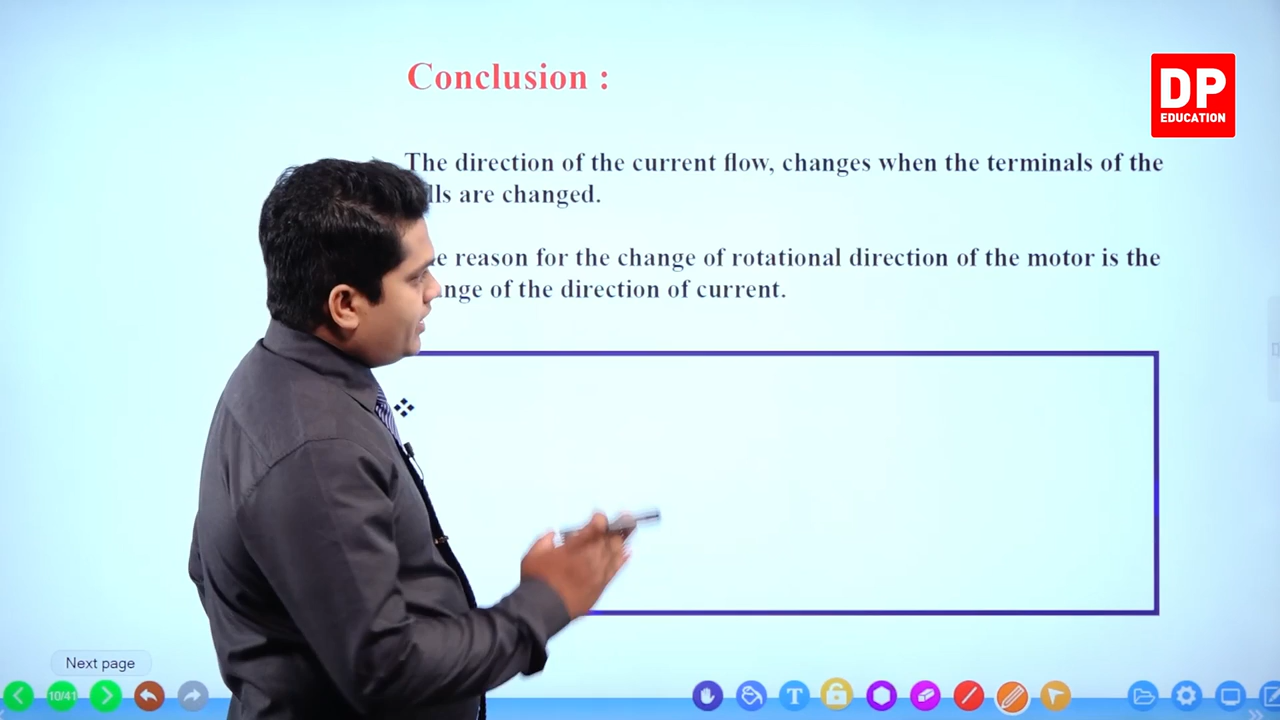 Conclusion :
DP
EDUCATION
The direction of the current flow, changes when the terminals of the
are changed.
reason for the change of rotational direction of the motor is the
of the direction of current.
Next page
10/41
T